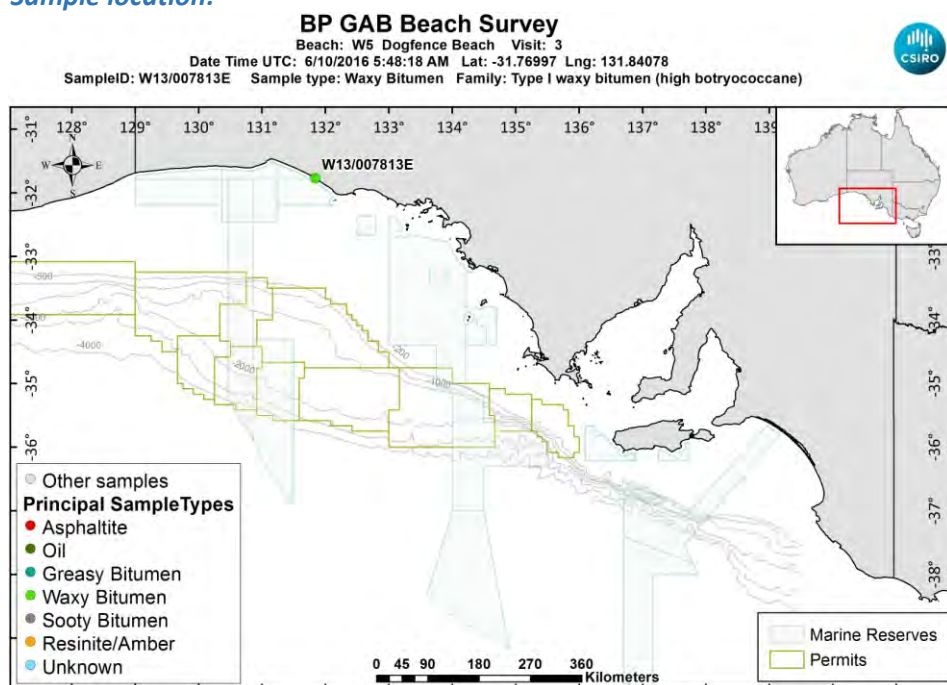 Sample location:
BP GAB Beach Survey
Beach: W5 Dogfence Beach Visit: 3
Date Time UTC: 6/10/2016 5:48:18 AM Lat: -31.76997 Lng: 131.84078
SampleID: W13/007813E Sample type: Waxy Bitumen Family: Type I waxy bitumen (high botryococcane)
CSIRO
128° 129° 130° 131° 132° 133° 134° 135° 136° 137° 138° 139
-31°
-32°
-33°
-34°
-35°
-36°
-37°
-38°
-31°
-32°
-33°
-34°
-35°
-36°
-37°
-38°
N
W E
S
W13/007813E
-4000
-2000
-200
-1000
Other samples
Principal SampleTypes
Asphaltite
Oil
Greasy Bitumen
Waxy Bitumen
Sooty Bitumen
Resinite/Amber
Unknown
0 45 90 180 270 360
Kilometers
Marine Reserves
Permits